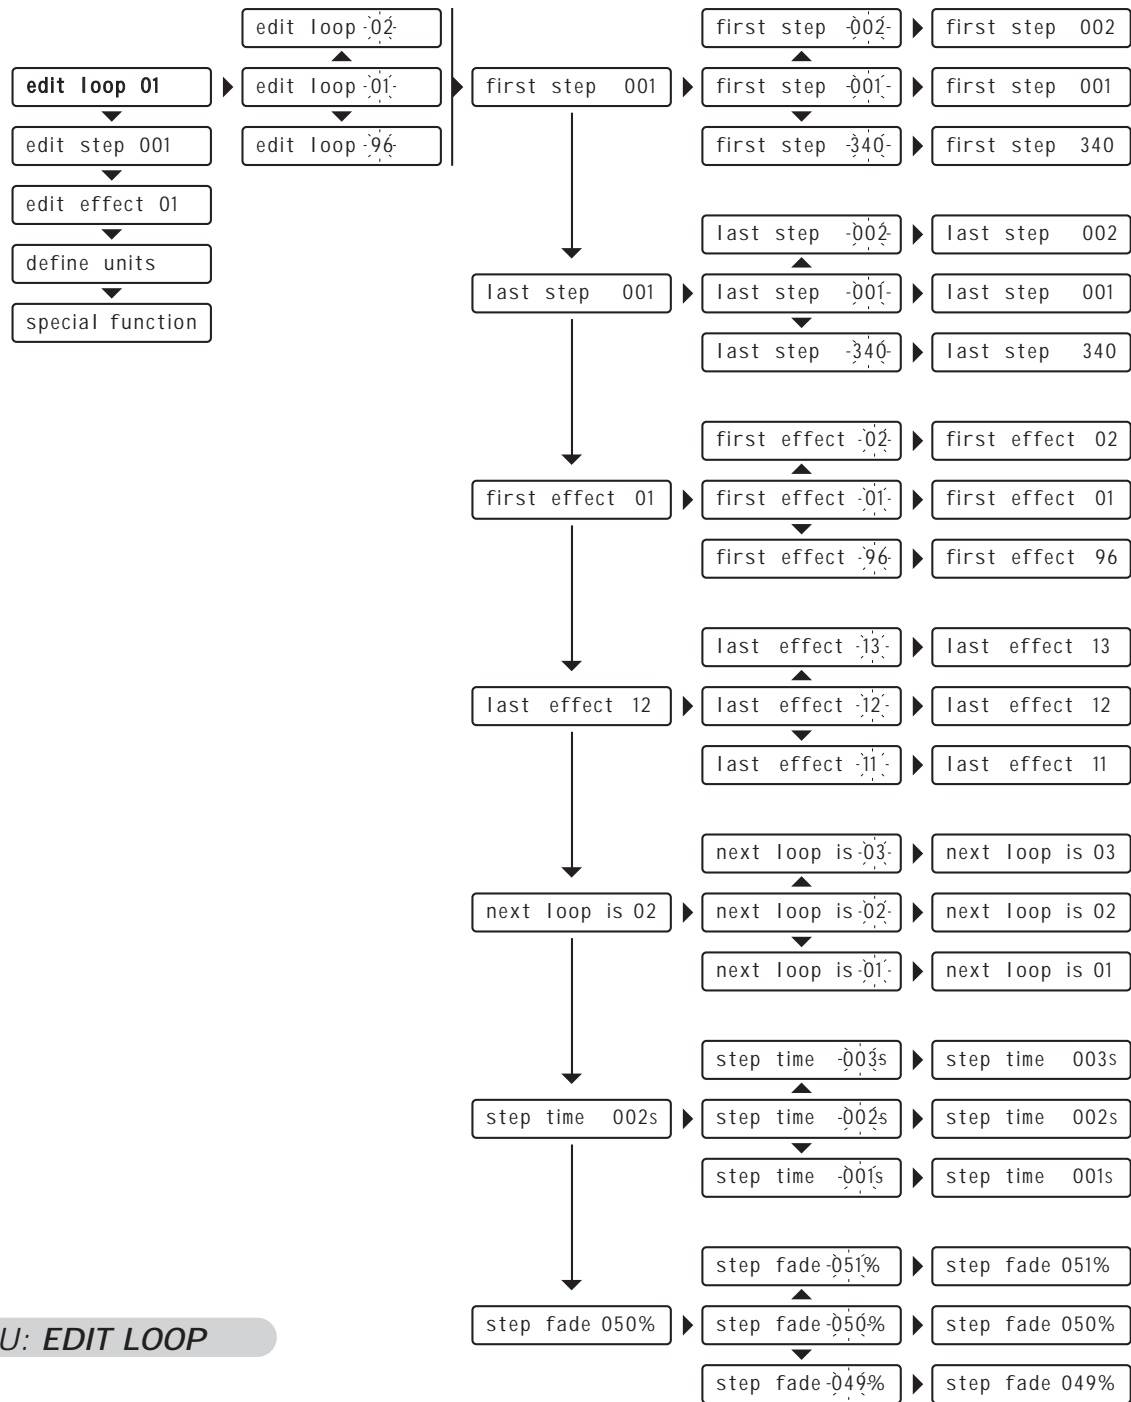 edit loop 02
first step 002
first step 002
edit loop 01
edit loop 01
first step 001
first step 001
first step 001
edit step 001
edit loop 96
first step 340
first step 340
edit effect 01
last step 002
last step 002
define units
last step 001
last step 001
last step 001
special function
last step 340
last step 340
first effect 02
first effect 02
first effect 01
first effect 01
first effect 01
first effect 96
first effect 96
last effect 13
last effect 13
last effect 12
last effect 12
last effect 12
last effect 11
last effect 11
next loop is 03
next loop is 03
next loop is 02
next loop is 02
next loop is 02
next loop is 01
next loop is 01
step time 003s
step time 003s
step time 002s
step time 002s
step time 002s
step time 001s
step time 001s
step fade 051%
step fade 051%
step fade 050%
step fade 050%
step fade 050%
U: EDIT LOOP
step fade 049%
step fade 049%